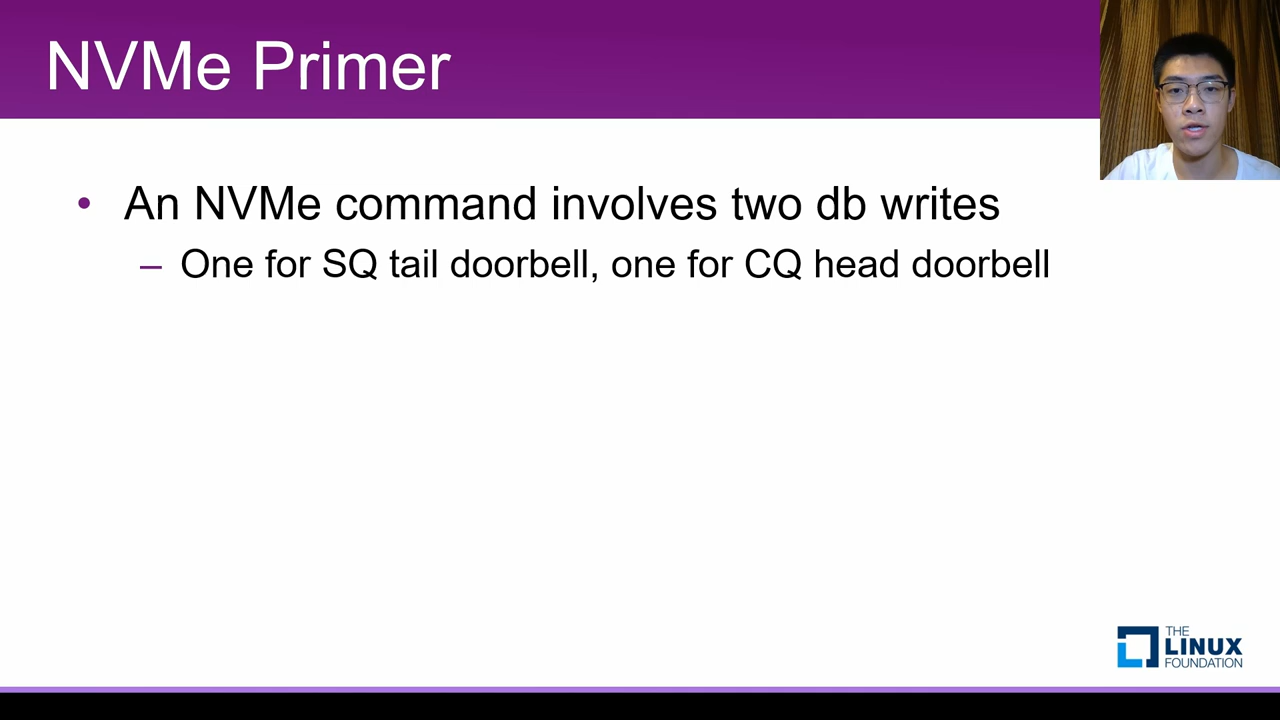 NVMe Primer
• An NVMe command involves two db writes
– One for SQ tail doorbell, one for CQ head doorbell
THE
LINUX
FOUNDATION